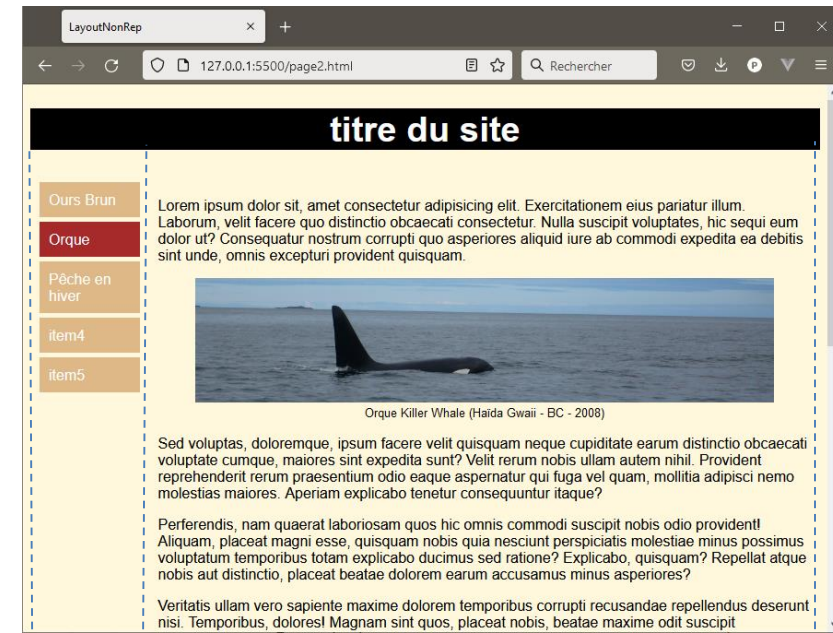 LayoutNonRep
127.0.0.1:5500/page2.html
Rechercher
P
titre du site
Ours Brun
Orque
Pêche en
hiver
item4
item5
Lorem ipsum dolor sit, amet consectetur adipisicing elit. Exercitationem eius pariatur illum.
Laborum, velit facere quo distinctio obcaecati consectetur. Nulla suscipit voluptates, hic sequi eum
dolor ut? Consequatur nostrum corrupti quo asperiores aliquid iure ab commodi expedita ea debitis
sint unde, omnis excepturi provident quisquam.
Orque Killer Whale (Haïda Gwaii - BC - 2008)
Sed voluptas, doloremque, ipsum facere velit quisquam neque cupiditate earum distinctio obcaecati
voluptate cumque, maiores sint expedita sunt? Velit rerum nobis ullam autem nihil. Provident
reprehenderit rerum praesentium odio eaque aspernatur qui fuga vel quam, mollitia adipisci nemo
molestias maiores. Aperiam explicabo tenetur consequuntur itaque?
Perferendis, nam quaerat laboriosam quos hic omnis commodi suscipit nobis odio provident!
Aliquam, placeat magni esse, quisquam nobis quia nesciunt perspiciatis molestiae minus possimus
voluptatum temporibus totam explicabo ducimus sed ratione? Explicabo, quisquam? Repellat atque
nobis aut distinctio, placeat beatae dolorem earum accusamus minus asperiores?
Veritatis ullam vero sapiente maxime dolorem temporibus corrupti recusandae repellendus deserunt
nisi. Temporibus, dolores! Magnam sint quos, placeat nobis, beatae maxime odit suscipit